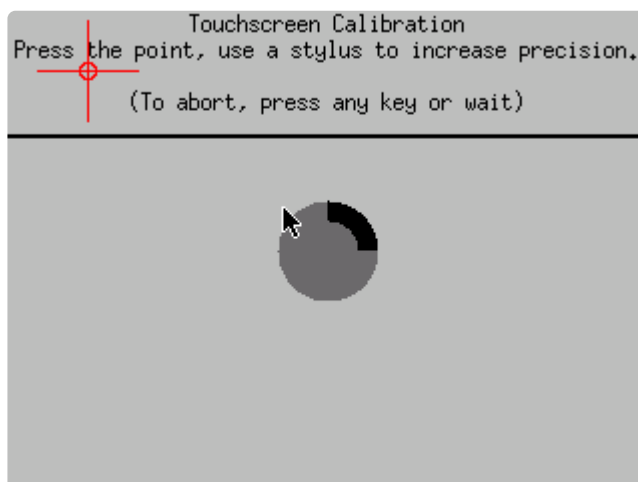 Touchscreen Calibration
Press the point, use a stylus to increase precision.
(To abort, press any key or wait)